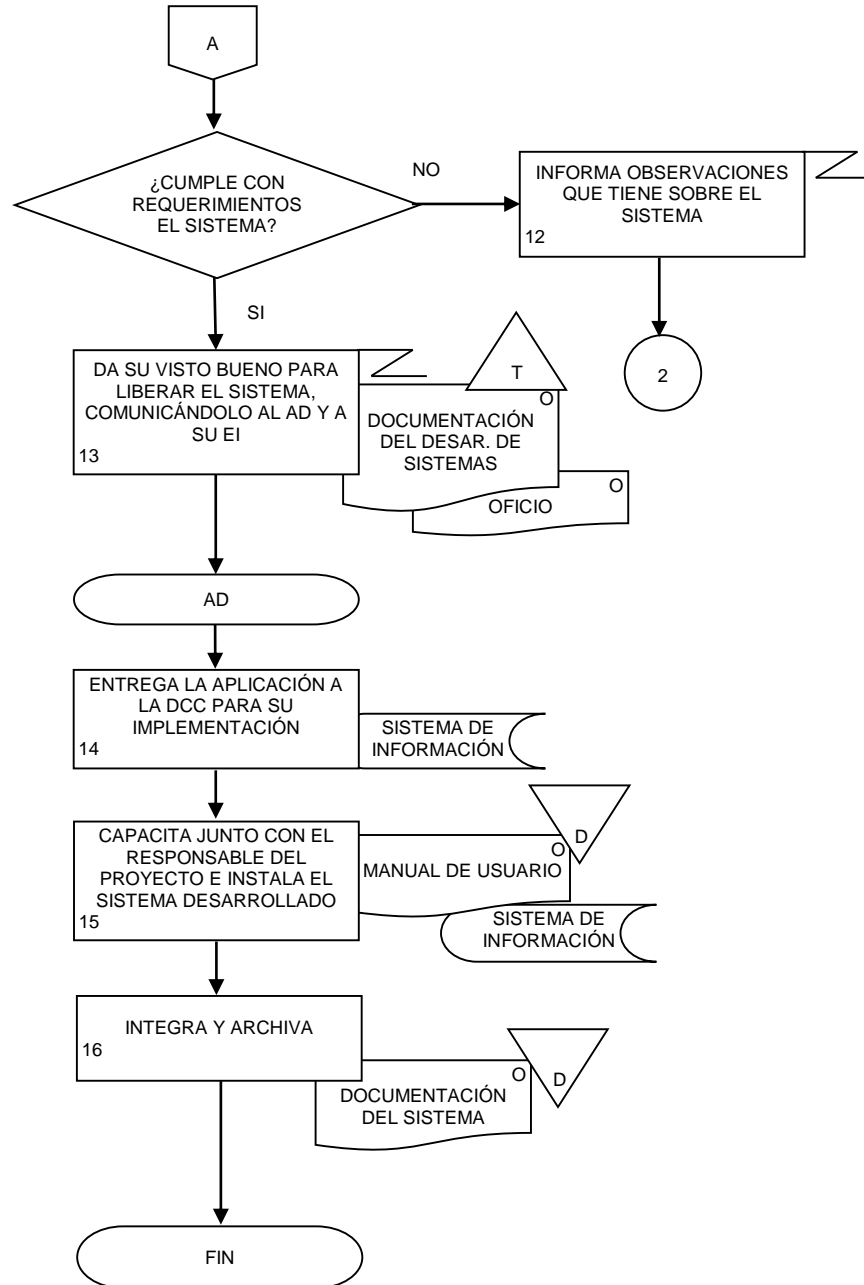 A
¿CUMPLE CON
REQUERIMIENTOS
EL SISTEMA?
NO
INFORMA OBSERVACIONES
QUE TIENE SOBRE EL
SISTEMA
12
SI
2
DA SU VISTO BUENO PARA
LIBERAR EL SISTEMA,
COMUNICÁNDOLO AL AD Y A
SU EI
13
T
O
DOCUMENTACIÓN
DEL DESAR. DE
SISTEMAS
O
OFICIO
AD
ENTREGA LA APLICACIÓN A
LA DCC PARA SU
IMPLEMENTACIÓN
14
SISTEMA DE
INFORMACIÓN
CAPACITA JUNTO CON EL
RESPONSABLE DEL
PROYECTO E INSTALA EL
SISTEMA DESARROLLADO
15
D
O
MANUAL DE USUARIO
SISTEMA DE
INFORMACIÓN
INTEGRA Y ARCHIVA
16
O
D
DOCUMENTACIÓN
DEL SISTEMA
FIN